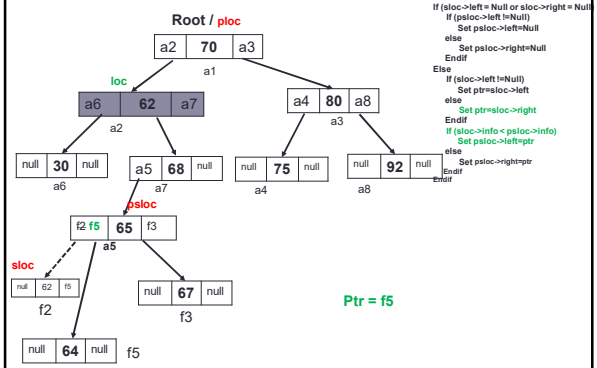 Root / ploc
a2 70 a3
a1
loc
a6 62 a7
a2
a4 80 a8
a3
null 30 null
a6
a5 68 null
a7
null 75 null
a4
null 92 null
a8
psloc
f2 f5 65 f3
a5
sloc
null 62 f5
f2
null 67 null
f3
null 64 null f5
Ptr = f5
If (sloc->left = Null or sloc->right = Null
If (psloc->left !=Null)
Set psloc->left=Null
else
Set psloc->right=Null
Endif
Else
If (sloc->left !=Null)
Set ptr=sloc->left
else
Set ptr=sloc->right
Endif
If (sloc->info < psloc->info)
Set psloc->left=ptr
else
Set psloc->right=ptr
Endif
Endif